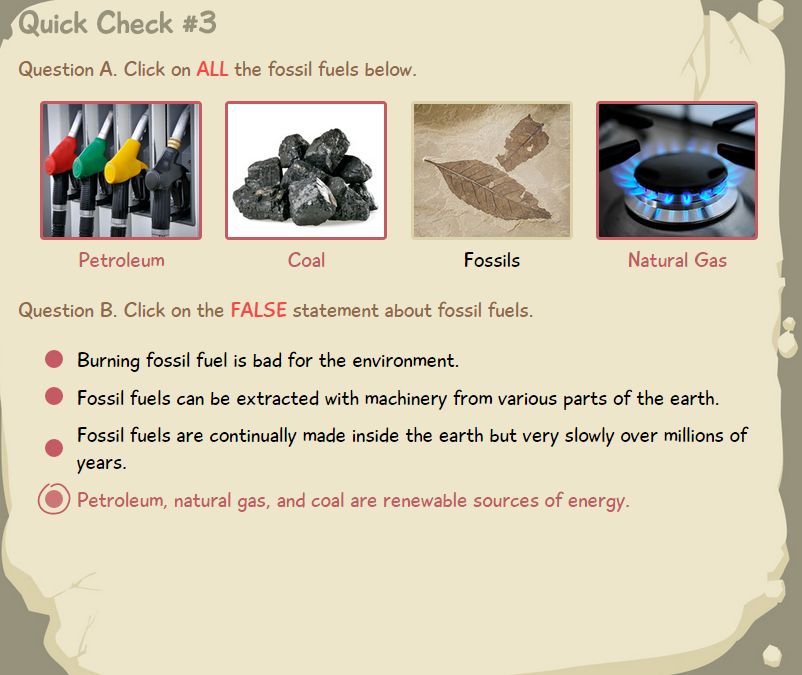 Quick Check #3
Question A. Click on ALL the fossil fuels below.
Petroleum
Coal
Fossils
Natural Gas
Question B. Click on the FALSE statement about fossil fuels.
Burning fossil fuel is bad for the environment.
Fossil fuels can be extracted with machinery from various parts of the earth.
Fossil fuels are continually made inside the earth but very slowly over millions of
years.
Petroleum, natural gas, and coal are renewable sources of energy.